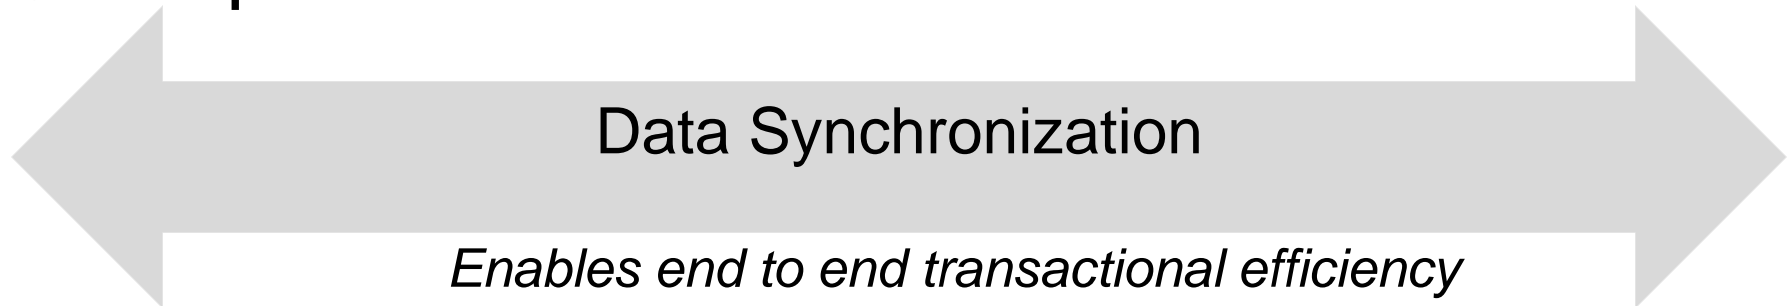 Data Synchronization
Enables end to end transactional efficiency